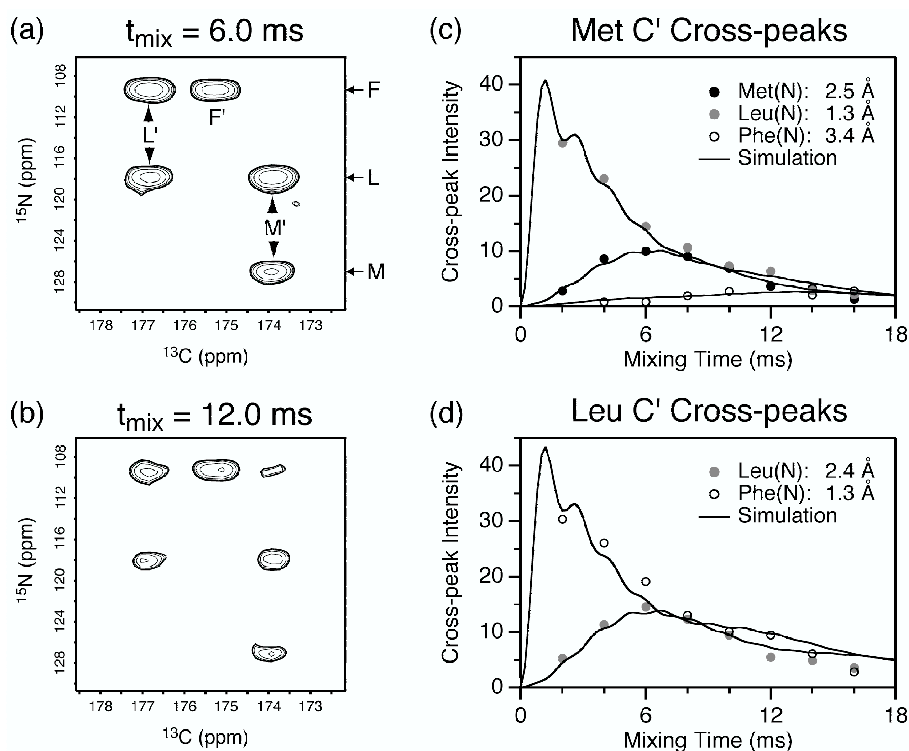 (a)
t_mix = 6.0 ms
108
110
116
120
124
128
¹⁵N (ppm)
F
F'
L'
L
M'
M
178 177 176 175 174 173
¹³C (ppm)
(b)
t_mix = 12.0 ms
108
110
116
120
124
128
¹⁵N (ppm)
178 177 176 175 174 173
¹³C (ppm)
(c)
Met C' Cross-peaks
40
30
20
10
0
Cross-peak Intensity
Met(N): 2.5 Å
Leu(N): 1.3 Å
Phe(N): 3.4 Å
Simulation
0 6 12 18
Mixing Time (ms)
(d)
Leu C' Cross-peaks
40
30
20
10
0
Cross-peak Intensity
Leu(N): 2.4 Å
Phe(N): 1.3 Å
Simulation
0 6 12 18
Mixing Time (ms)